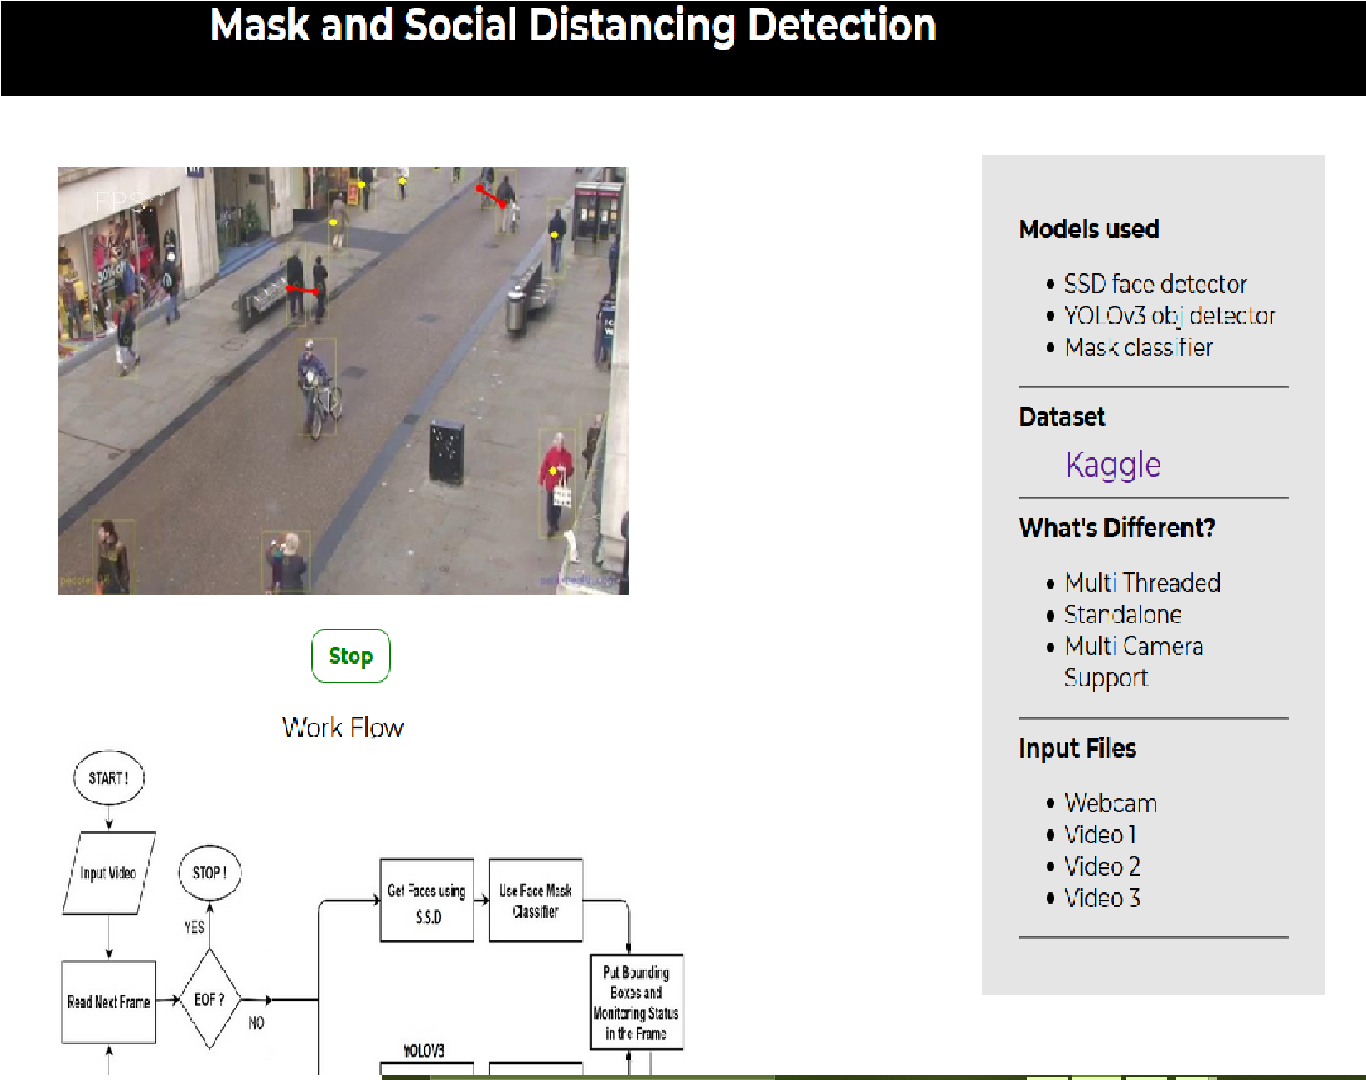 Mask and Social Distancing Detection
FPS
30% off
Stop
Work Flow
START !
Input Video
STOP !
YES
Read Next Frame
EOF ?
NO
Get Faces using
S.S.D
Use Face Mask
Classifier
Put Bounding
Boxes and
Monitoring Status
in the Frame
YOLOV3
Models used
SSD face detector
YOLOv3 obj detector
Mask classifier
Dataset
Kaggle
What's Different?
Multi Threaded
Standalone
Multi Camera
Support
Input Files
Webcam
Video 1
Video 2
Video 3